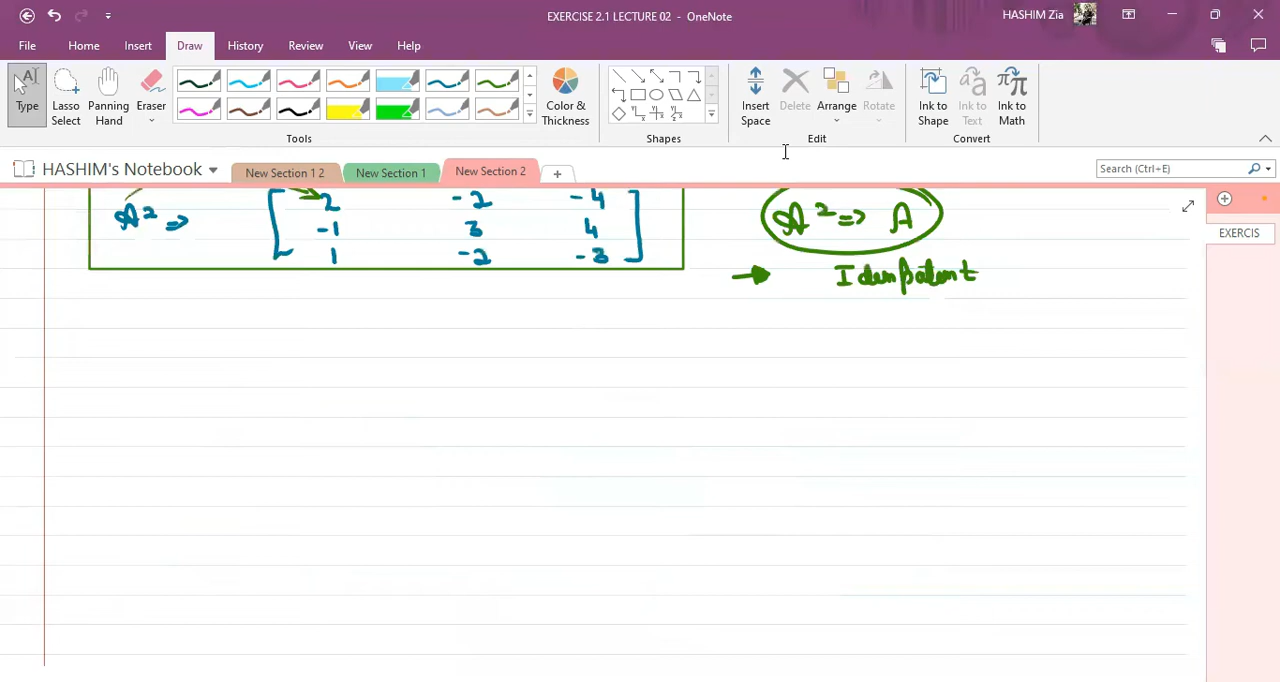 EXERCISE 2.1 LECTURE 02 - OneNote
HASHIM Zia
File Home Insert Draw History Review View Help
Type
Lasso Select
Panning Hand
Eraser
Color & Thickness
Insert Space
Delete
Arrange
Rotate
Ink to Shape
Ink to Text
Ink to Math
Tools
Shapes
Edit
Convert
HASHIM's Notebook
New Section 1 2
New Section 1
New Section 2
Search (Ctrl+E)
EXERCIS
A² => [ 2 -2 -4
-1 3 4
1 -2 -3 ]
A² => A
→ Idempotent